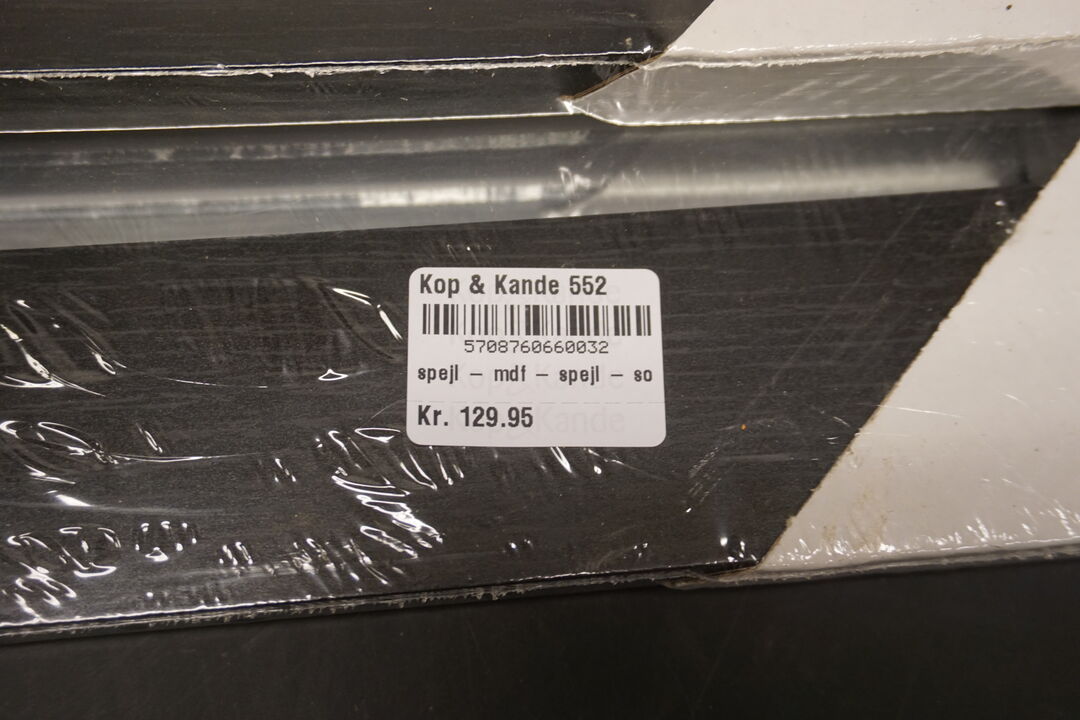 Kop & Kande 552
5708760660032
spejl – mdf – spejl – so
Kr. 129.95